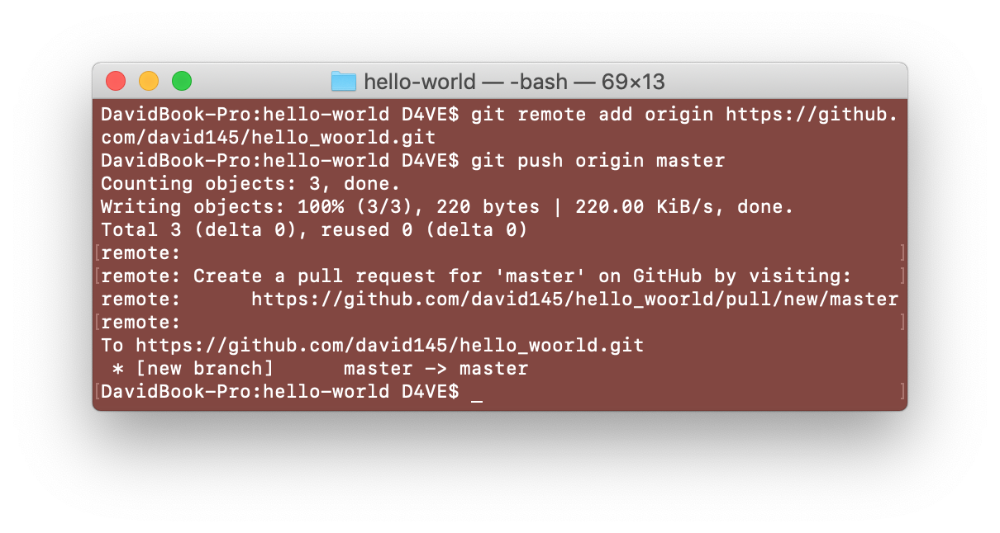 hello-world — -bash — 69×13
DavidBook-Pro:hello-world D4VE$ git remote add origin https://github.
com/david145/hello_woorld.git
DavidBook-Pro:hello-world D4VE$ git push origin master
Counting objects: 3, done.
Writing objects: 100% (3/3), 220 bytes | 220.00 KiB/s, done.
Total 3 (delta 0), reused 0 (delta 0)
[remote:                                                              ]
[remote: Create a pull request for 'master' on GitHub by visiting:    ]
remote:      https://github.com/david145/hello_woorld/pull/new/master
[remote:                                                              ]
To https://github.com/david145/hello_woorld.git
 * [new branch]      master -> master
[DavidBook-Pro:hello-world D4VE$ _                                    ]